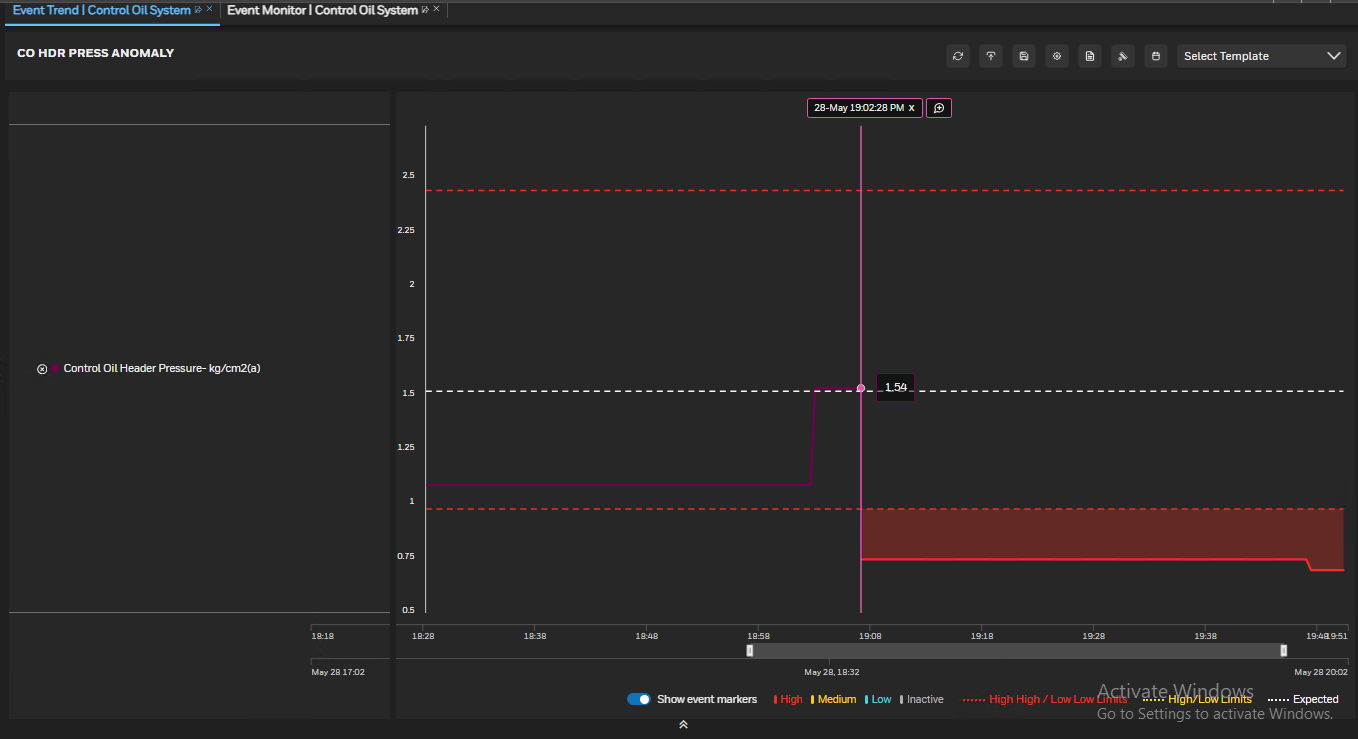 Event Trend | Control Oil System
Event Monitor | Control Oil System
CO HDR PRESS ANOMALY
Select Template
28-May 19:02:28 PM x
2.5
2.25
2
1.75
Control Oil Header Pressure- kg/cm2(a)
1.54
1.5
1.25
1
0.75
0.5
18:18 18:28 18:38 18:48 18:58 19:08 19:18 19:28 19:38 19:48 19:51
May 28 17:02 May 28, 18:32 May 28 20:02
Show event markers High Medium Low Inactive High High / Low Low Limits High/Low Limits Expected
Activate Windows
Go to Settings to activate Windows.